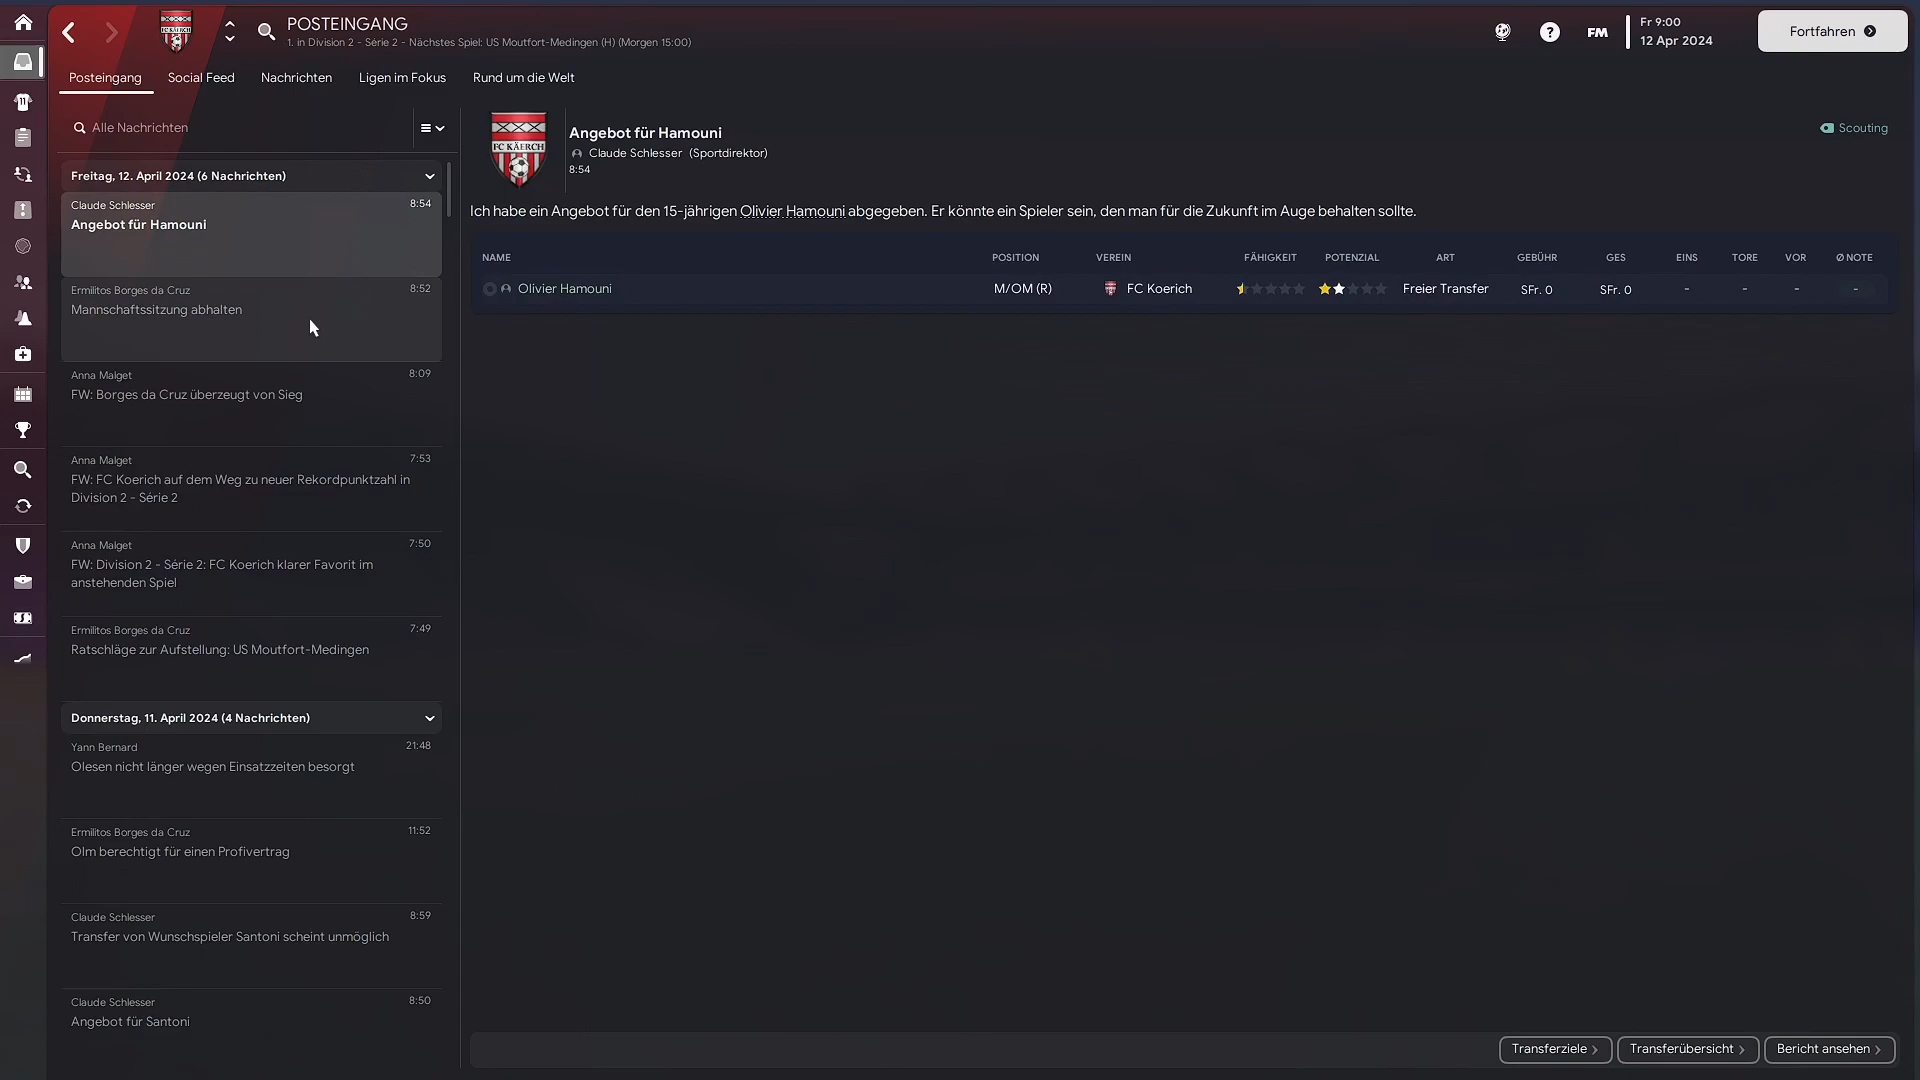 POSTEINGANG
1. in Division 2 - Série 2 - Nächstes Spiel: US Moutfort-Medingen (H) (Morgen 15:00)
FM
Fr 9:00
12 Apr 2024
Fortfahren
Posteingang Social Feed Nachrichten Ligen im Fokus Rund um die Welt
Alle Nachrichten
Freitag, 12. April 2024 (6 Nachrichten)
Claude Schlesser 8:54
Angebot für Hamouni
Ermilitos Borges da Cruz 8:52
Mannschaftssitzung abhalten
Anna Malget 8:09
FW: Borges da Cruz überzeugt von Sieg
Anna Malget 7:53
FW: FC Koerich auf dem Weg zu neuer Rekordpunktzahl in
Division 2 - Série 2
Anna Malget 7:50
FW: Division 2 - Série 2: FC Koerich klarer Favorit im
anstehenden Spiel
Ermilitos Borges da Cruz 7:49
Ratschläge zur Aufstellung: US Moutfort-Medingen
Donnerstag, 11. April 2024 (4 Nachrichten)
Yann Bernard 21:48
Olesen nicht länger wegen Einsatzzeiten besorgt
Ermilitos Borges da Cruz 11:52
Olm berechtigt für einen Profivertrag
Claude Schlesser 8:59
Transfer von Wunschspieler Santoni scheint unmöglich
Claude Schlesser 8:50
Angebot für Santoni
FC KÄERCH
Angebot für Hamouni
Claude Schlesser (Sportdirektor)
8:54
Scouting
Ich habe ein Angebot für den 15-jährigen Olivier Hamouni abgegeben. Er könnte ein Spieler sein, den man für die Zukunft im Auge behalten sollte.
NAME POSITION VEREIN FÄHIGKEIT POTENZIAL ART GEBÜHR GES EINS TORE VOR Ø NOTE
Olivier Hamouni M/OM (R) FC Koerich Freier Transfer SFr. 0 SFr. 0 - - - -
Transferziele Transferübersicht Bericht ansehen